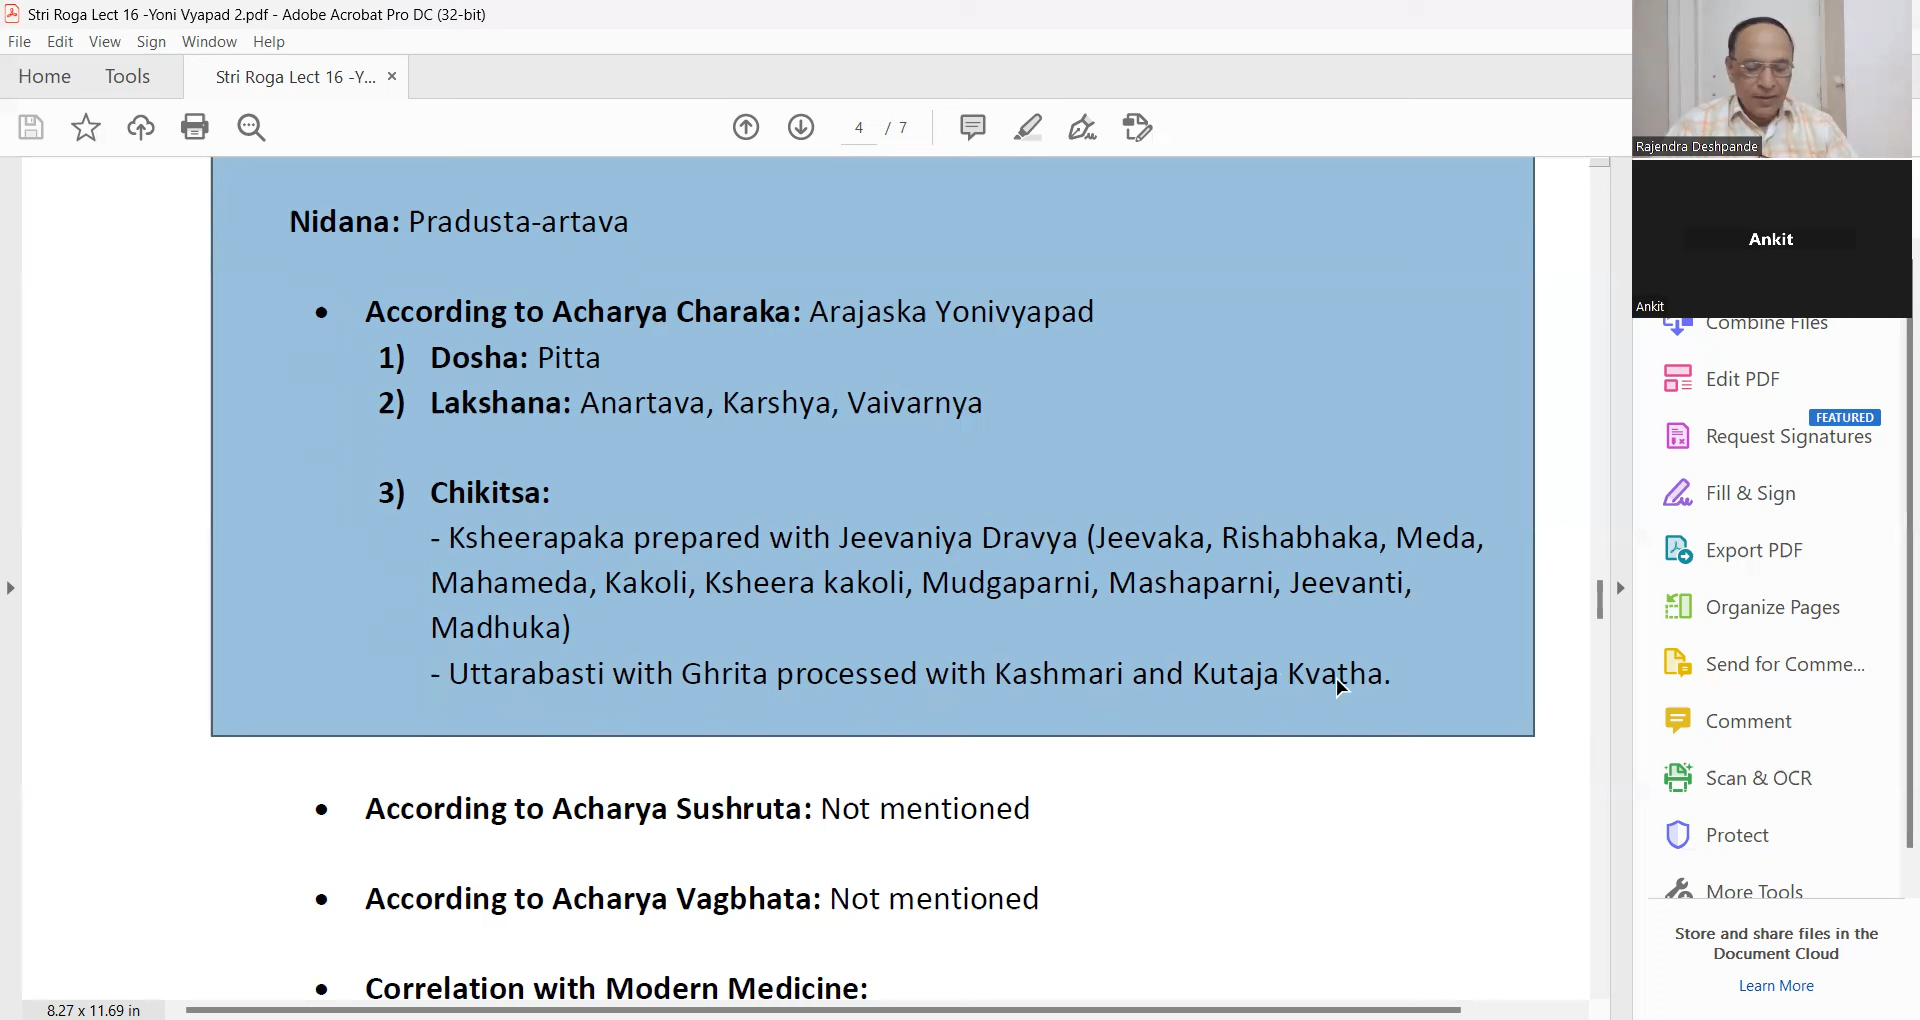 Stri Roga Lect 16 -Yoni Vyapad 2.pdf - Adobe Acrobat Pro DC (32-bit)
File Edit View Sign Window Help
Home Tools Stri Roga Lect 16 -Y... ×
4 / 7
Nidana: Pradusta-artava
• According to Acharya Charaka: Arajaska Yonivyapad
1) Dosha: Pitta
2) Lakshana: Anartava, Karshya, Vaivarnya
3) Chikitsa:
- Ksheerapaka prepared with Jeevaniya Dravya (Jeevaka, Rishabhaka, Meda,
Mahameda, Kakoli, Ksheera kakoli, Mudgaparni, Mashaparni, Jeevanti,
Madhuka)
- Uttarabasti with Ghrita processed with Kashmari and Kutaja Kvatha.
• According to Acharya Sushruta: Not mentioned
• According to Acharya Vagbhata: Not mentioned
• Correlation with Modern Medicine:
8.27 x 11.69 in
Rajendra Deshpande
Ankit
Ankit
Combine Files
Edit PDF
FEATURED
Request Signatures
Fill & Sign
Export PDF
Organize Pages
Send for Comme...
Comment
Scan & OCR
Protect
More Tools
Store and share files in the
Document Cloud
Learn More